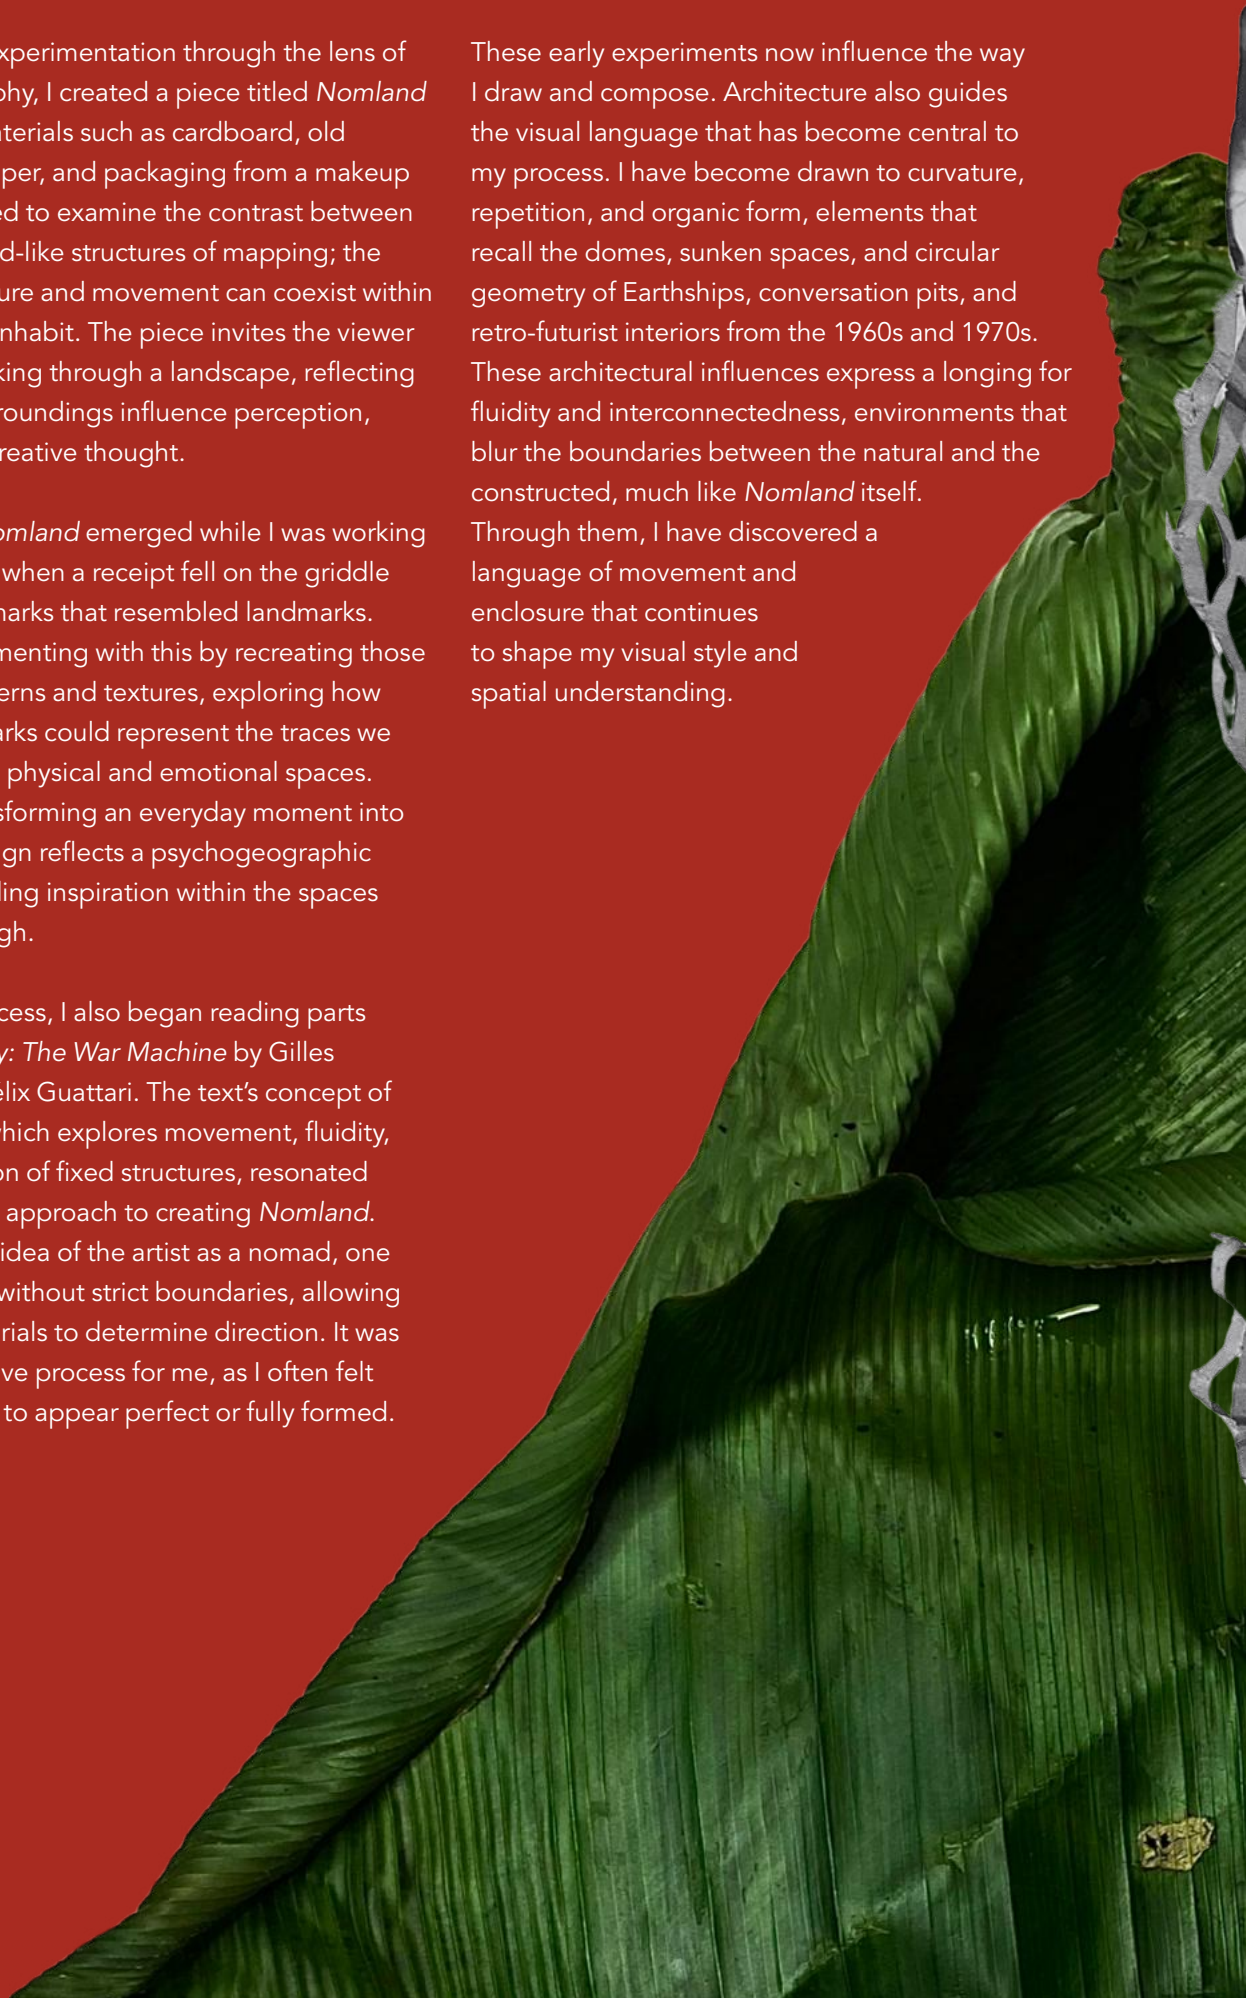 xperimentation through the lens of
phy, I created a piece titled Nomland
aterials such as cardboard, old
per, and packaging from a makeup
ed to examine the contrast between
d-like structures of mapping; the
ure and movement can coexist within
nhabit. The piece invites the viewer
king through a landscape, reflecting
roundings influence perception,
reative thought.
omland emerged while I was working
when a receipt fell on the griddle
marks that resembled landmarks.
menting with this by recreating those
erns and textures, exploring how
arks could represent the traces we
physical and emotional spaces.
sforming an everyday moment into
ign reflects a psychogeographic
ling inspiration within the spaces
gh.
cess, I also began reading parts
y: The War Machine by Gilles
élix Guattari. The text’s concept of
which explores movement, fluidity,
on of fixed structures, resonated
approach to creating Nomland.
idea of the artist as a nomad, one
without strict boundaries, allowing
rials to determine direction. It was
ve process for me, as I often felt
to appear perfect or fully formed.
These early experiments now influence the way
I draw and compose. Architecture also guides
the visual language that has become central to
my process. I have become drawn to curvature,
repetition, and organic form, elements that
recall the domes, sunken spaces, and circular
geometry of Earthships, conversation pits, and
retro-futurist interiors from the 1960s and 1970s.
These architectural influences express a longing for
fluidity and interconnectedness, environments that
blur the boundaries between the natural and the
constructed, much like Nomland itself.
Through them, I have discovered a
language of movement and
enclosure that continues
to shape my visual style and
spatial understanding.